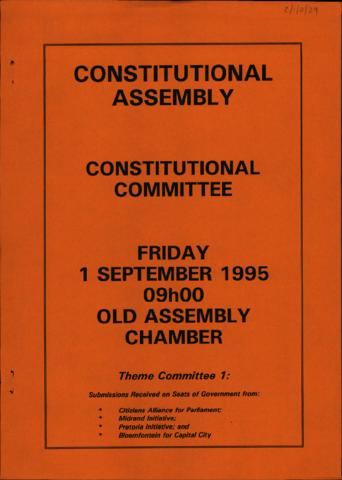 2/1/0/29
CONSTITUTIONAL
ASSEMBLY
CONSTITUTIONAL
COMMITTEE
FRIDAY
1 SEPTEMBER 1995
09h00
OLD ASSEMBLY
CHAMBER
Theme Committee 1:
Submissions Received on Seats of Government from:
* Citizens Alliance for Parliament;
* Midrand Initiative;
* Pretoria Initiative; and
* Bloemfontein for Capital City